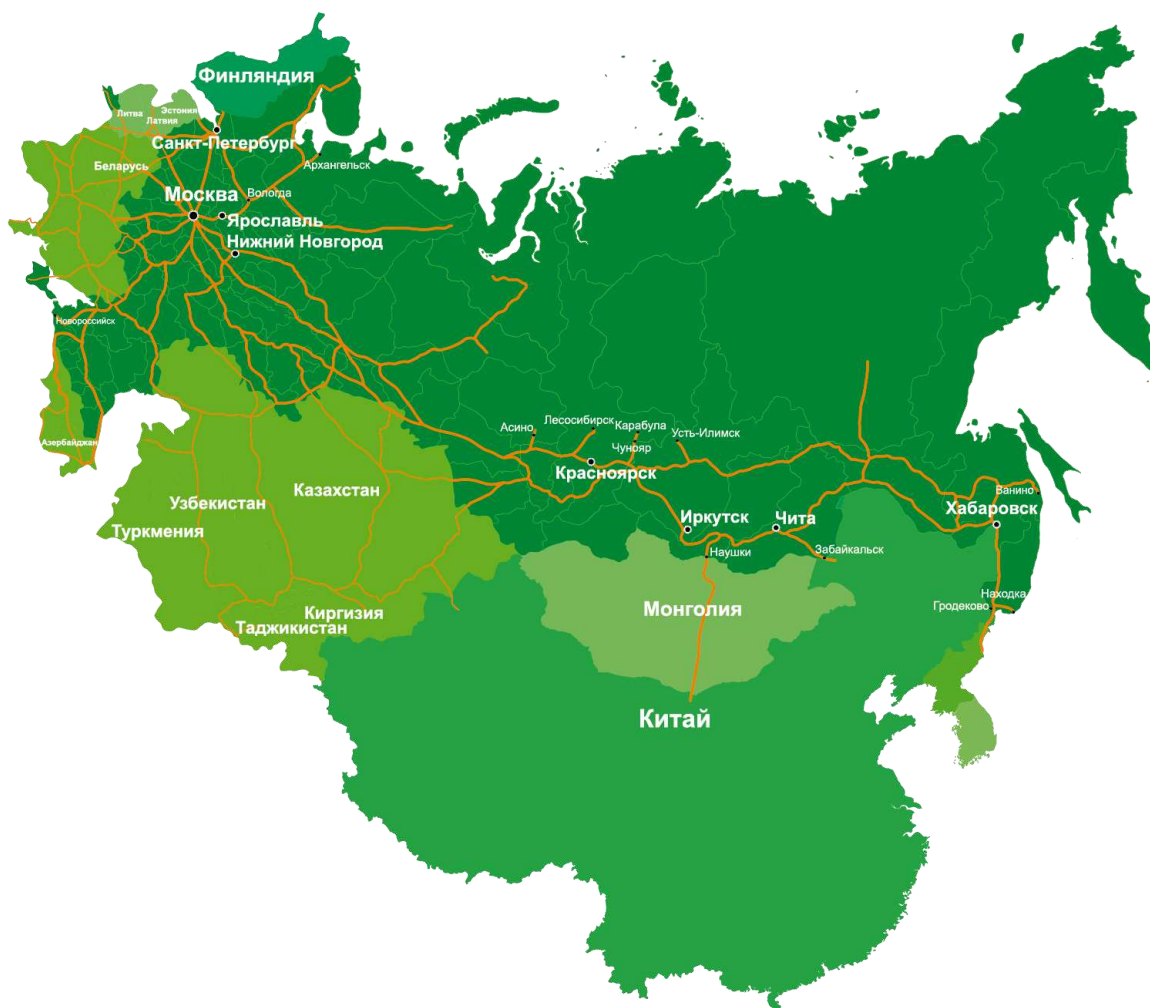 Финляндия
Эстония
Литва
Латвия
Санкт-Петербург
Архангельск
Беларусь
Москва
Вологда
Ярославль
Нижний Новгород
Новороссийск
Азербайджан
Асино
Лесосибирск
Карабула
Чунояр
Усть-Илимск
Красноярск
Казахстан
Узбекистан
Туркмения
Ванино
Хабаровск
Иркутск
Чита
Наушки
Забайкальск
Находка
Гродеково
Монголия
Киргизия
Таджикистан
Китай